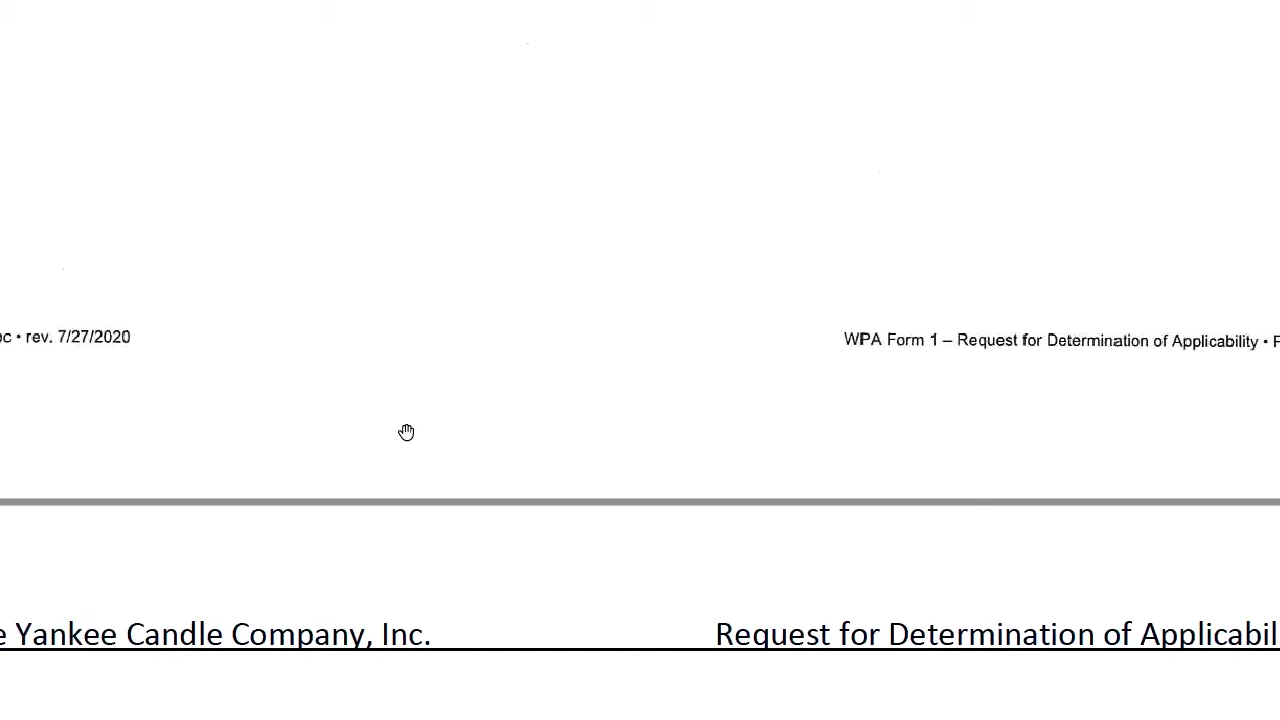 oc • rev. 7/27/2020
WPA Form 1 – Request for Determination of Applicability •
Yankee Candle Company, Inc.
Request for Determination of